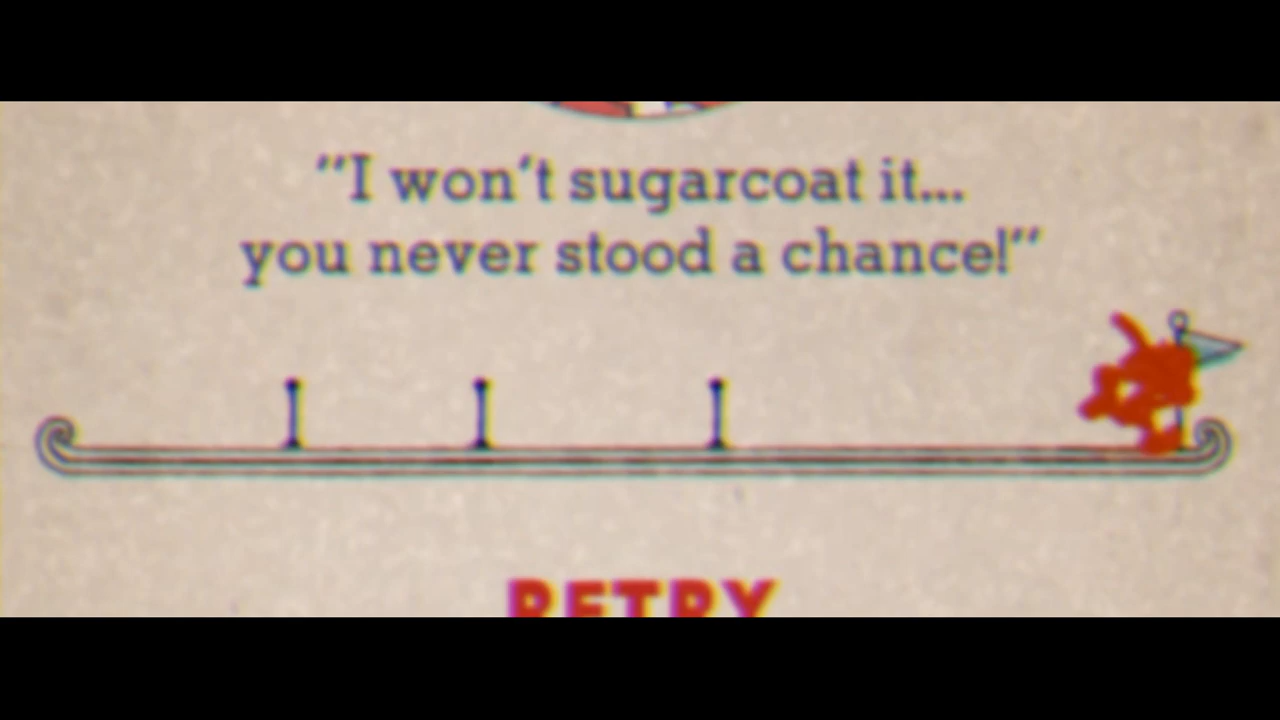 “I won’t sugarcoat it...
you never stood a chance!”
RETRY